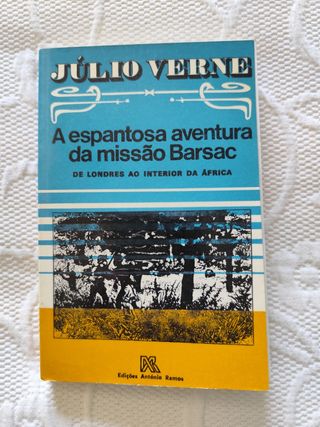 JÚLIO VERNE
A espantosa aventura
da missão Barsac
DE LONDRES AO INTERIOR DA ÁFRICA
Edições António Ramos